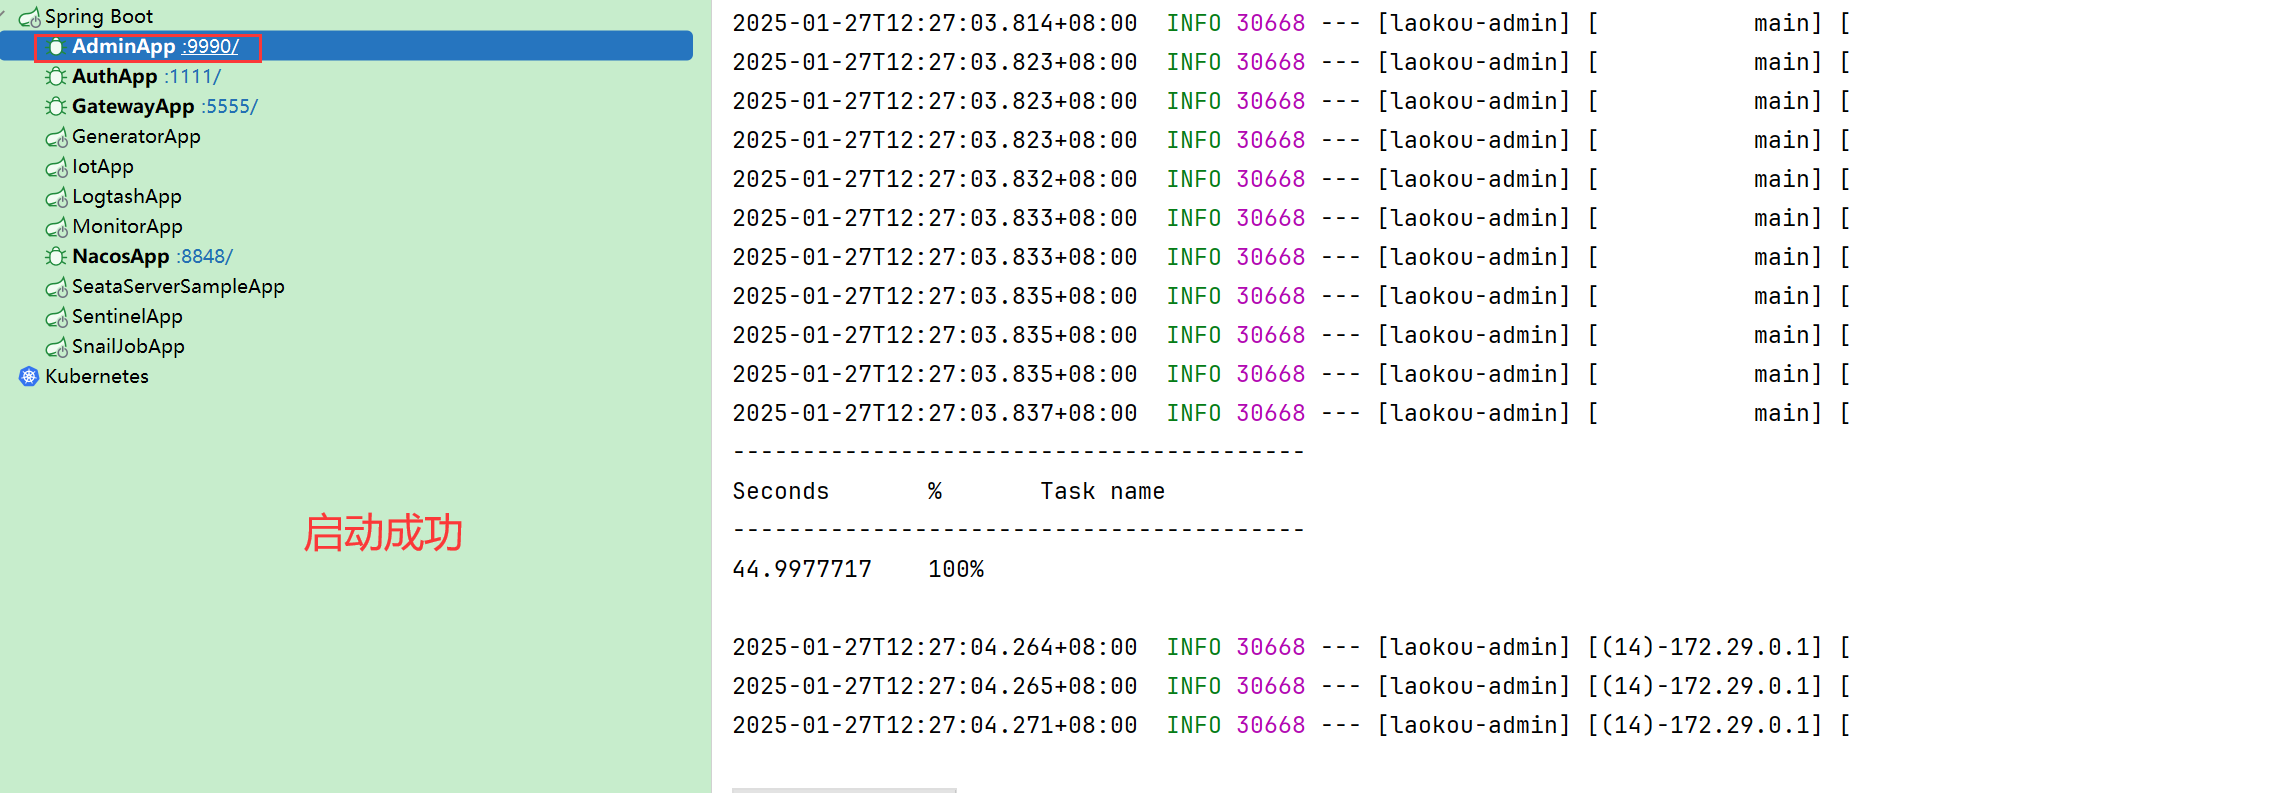 Spring Boot
AdminApp :9990/
AuthApp :1111/
GatewayApp :5555/
GeneratorApp
IotApp
LogtashApp
MonitorApp
NacosApp :8848/
SeataServerSampleApp
SentinelApp
SnailJobApp
Kubernetes
启动成功
2025-01-27T12:27:03.814+08:00  INFO 30668 --- [laokou-admin] [           main] [
2025-01-27T12:27:03.823+08:00  INFO 30668 --- [laokou-admin] [           main] [
2025-01-27T12:27:03.823+08:00  INFO 30668 --- [laokou-admin] [           main] [
2025-01-27T12:27:03.823+08:00  INFO 30668 --- [laokou-admin] [           main] [
2025-01-27T12:27:03.832+08:00  INFO 30668 --- [laokou-admin] [           main] [
2025-01-27T12:27:03.833+08:00  INFO 30668 --- [laokou-admin] [           main] [
2025-01-27T12:27:03.833+08:00  INFO 30668 --- [laokou-admin] [           main] [
2025-01-27T12:27:03.835+08:00  INFO 30668 --- [laokou-admin] [           main] [
2025-01-27T12:27:03.835+08:00  INFO 30668 --- [laokou-admin] [           main] [
2025-01-27T12:27:03.835+08:00  INFO 30668 --- [laokou-admin] [           main] [
2025-01-27T12:27:03.837+08:00  INFO 30668 --- [laokou-admin] [           main] [
-----------------------------------------
Seconds       %       Task name
-----------------------------------------
44.9977717    100%
2025-01-27T12:27:04.264+08:00  INFO 30668 --- [laokou-admin] [(14)-172.29.0.1] [
2025-01-27T12:27:04.265+08:00  INFO 30668 --- [laokou-admin] [(14)-172.29.0.1] [
2025-01-27T12:27:04.271+08:00  INFO 30668 --- [laokou-admin] [(14)-172.29.0.1] [